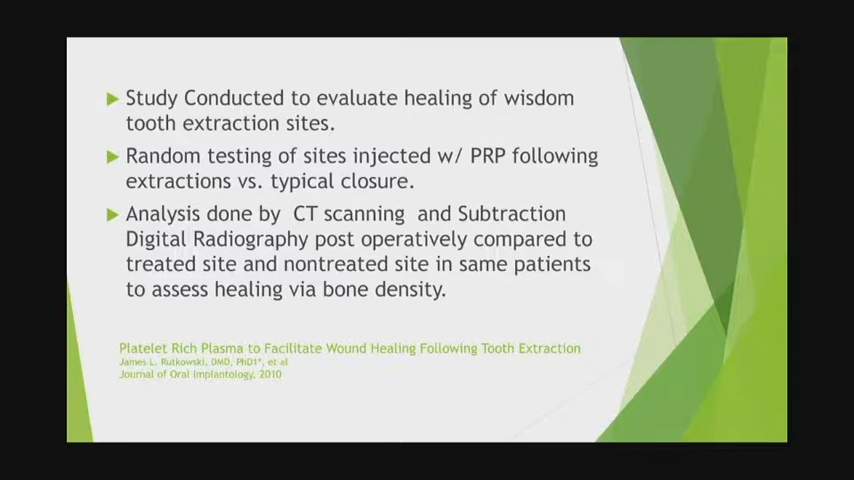 Study Conducted to evaluate healing of wisdom
tooth extraction sites.
Random testing of sites injected w/ PRP following
extractions vs. typical closure.
Analysis done by CT scanning and Subtraction
Digital Radiography post operatively compared to
treated site and nontreated site in same patients
to assess healing via bone density.
Platelet Rich Plasma to Facilitate Wound Healing Following Tooth Extraction
James L. Rutkowski, DMD, PhD1*, et al
Journal of Oral Implantology, 2010